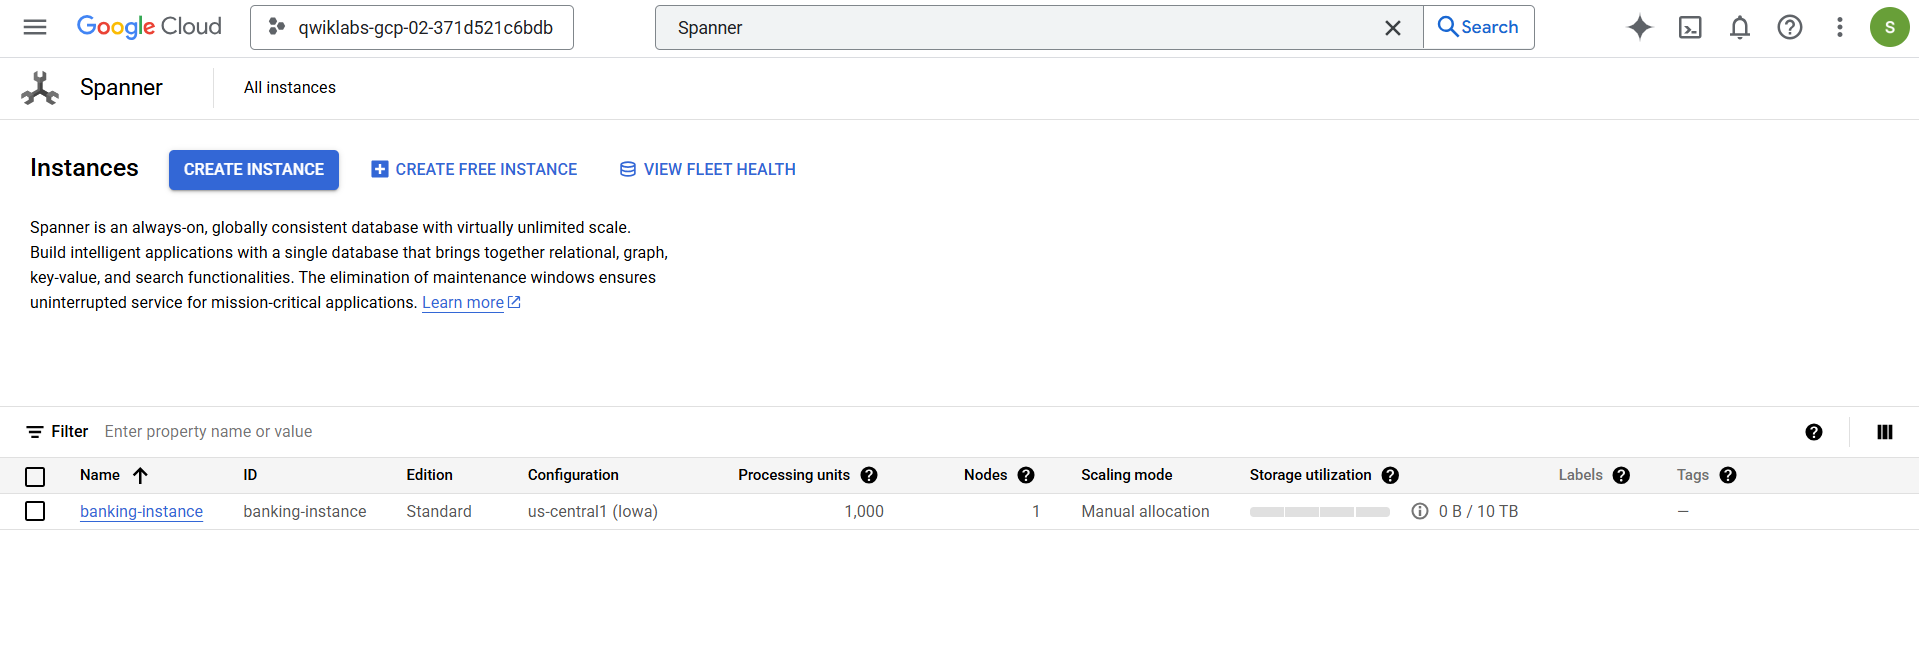 Google Cloud
qwiklabs-gcp-02-371d521c6bdb
Spanner
Search
S
Spanner
All instances
Instances
CREATE INSTANCE
CREATE FREE INSTANCE
VIEW FLEET HEALTH
Spanner is an always-on, globally consistent database with virtually unlimited scale.
Build intelligent applications with a single database that brings together relational, graph,
key-value, and search functionalities. The elimination of maintenance windows ensures
uninterrupted service for mission-critical applications. Learn more
Filter Enter property name or value
Name ID Edition Configuration Processing units Nodes Scaling mode Storage utilization Labels Tags
banking-instance banking-instance Standard us-central1 (Iowa) 1,000 1 Manual allocation 0 B / 10 TB —